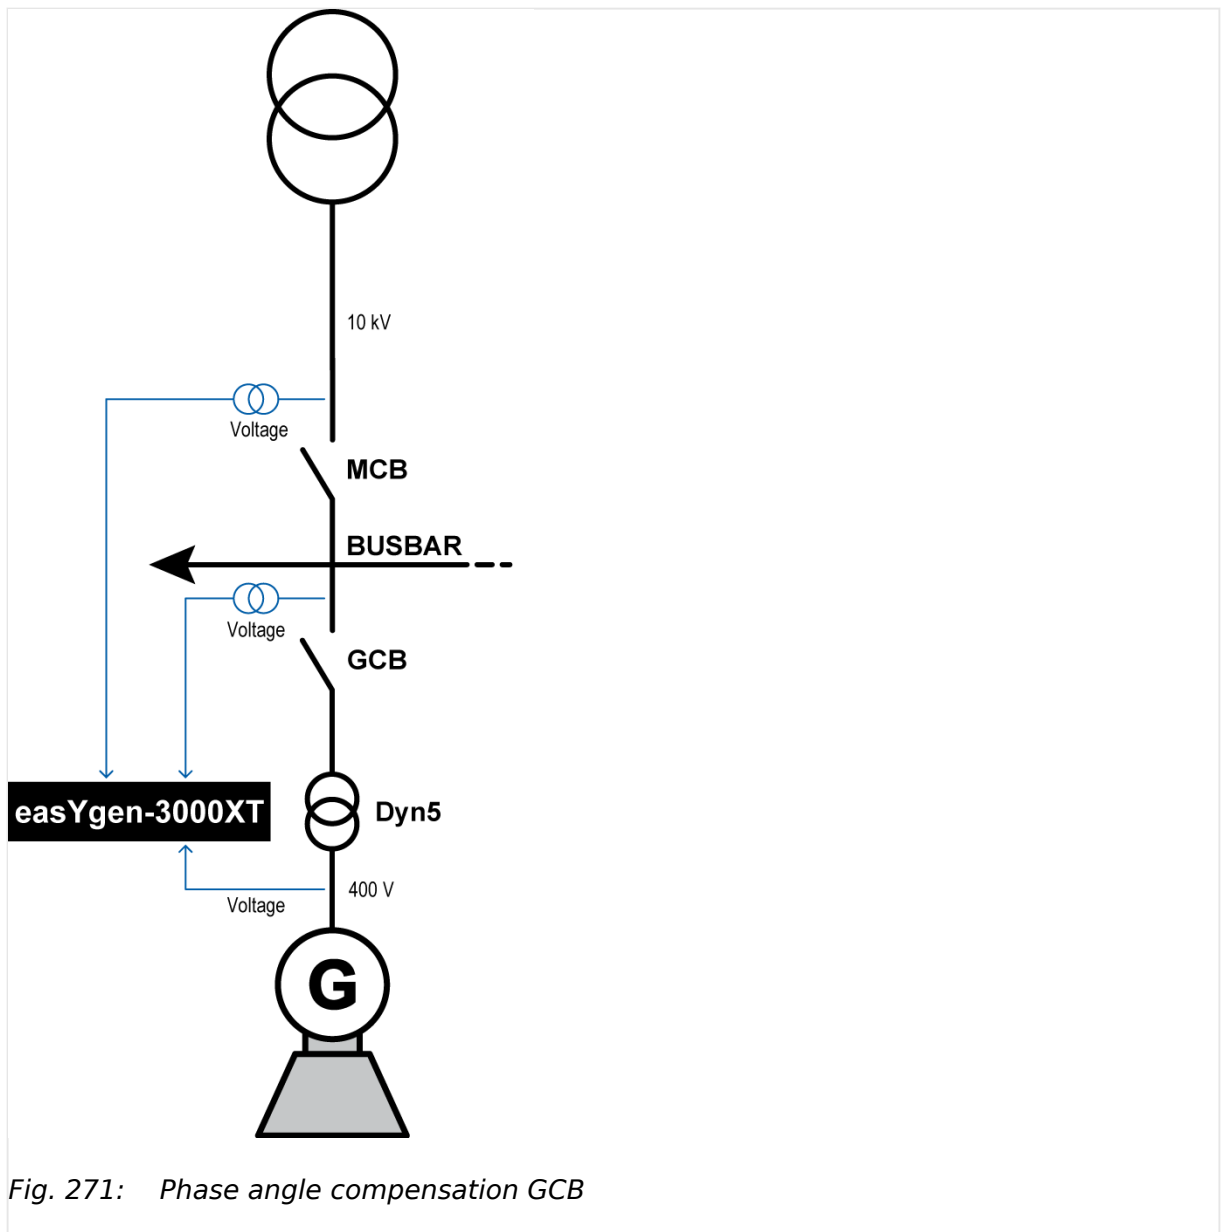 10 kV
Voltage
MCB
BUSBAR
Voltage
GCB
easYgen-3000XT
Dyn5
400 V
Voltage
G
Fig. 271: Phase angle compensation GCB